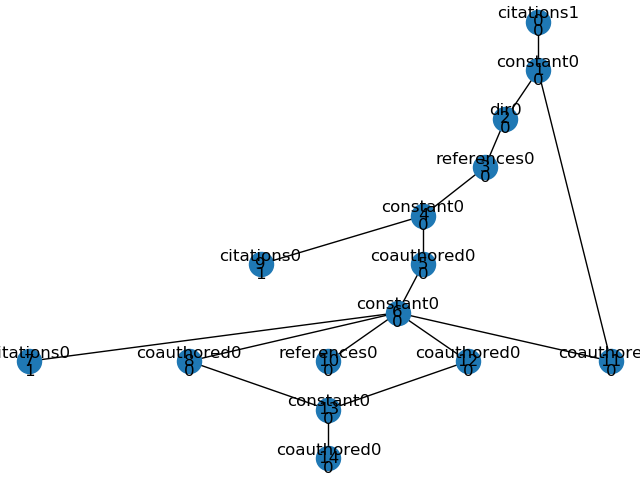 citations1
0
0
constant0
1
0
dir0
2
0
references0
3
0
constant0
4
0
citations0
9
1
coauthored0
5
0
constant0
6
0
citations0
7
1
coauthored0
8
0
references0
10
0
coauthored0
12
0
coauthore
11
0
constant0
13
0
coauthored0
14
0